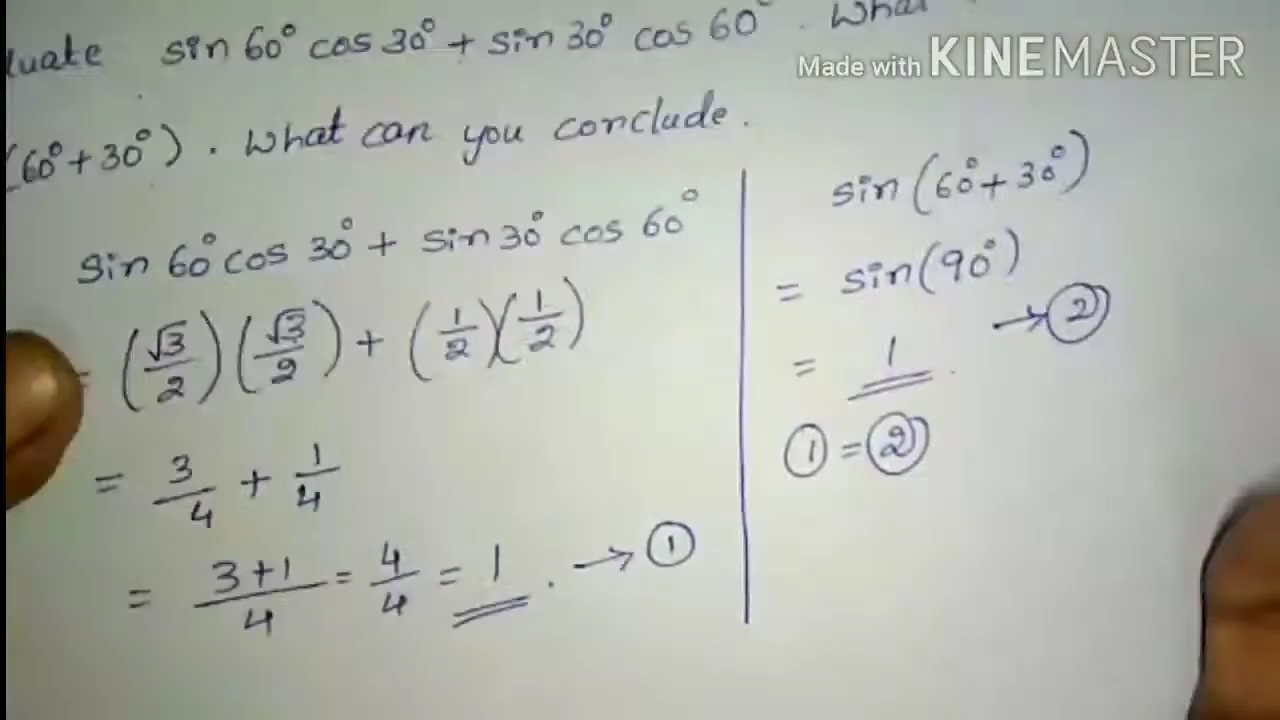 luate sin 60° cos 30° + sin 30° cos 60°. What
Made with KINEMASTER
(60° + 30°). What can you conclude.
sin 60° cos 30° + sin 30° cos 60°
= (√3/2)(√3/2) + (1/2)(1/2)
= 3/4 + 1/4
= 3+1/4 = 4/4 = 1. → ①
sin (60° + 30°)
= sin (90°)
= 1. → ②
① = ②